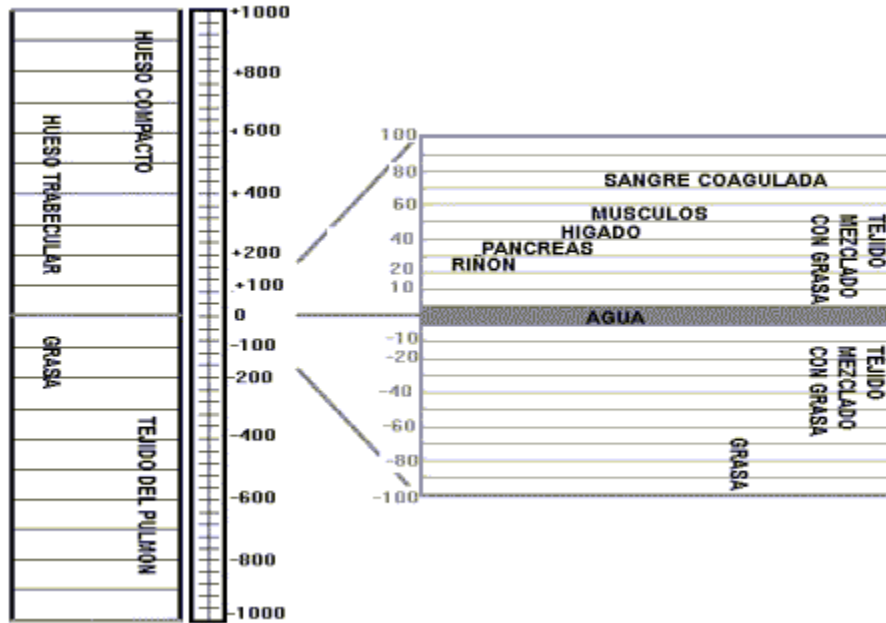 HUESO COMPACTO
HUESO TRABECULAR
GRASA
TEJIDO DEL PULMON
+1000
+800
+600
+400
+200
+100
0
-100
-200
-400
-600
-800
-1000
100
80
60
40
20
10
-10
-20
-40
-60
-80
-100
SANGRE COAGULADA
MUSCULOS
HIGADO
PANCREAS
RIÑON
TEJIDO
MEZCLADO
CON GRASA
AGUA
TEJIDO
MEZCLADO
CON GRASA
GRASA